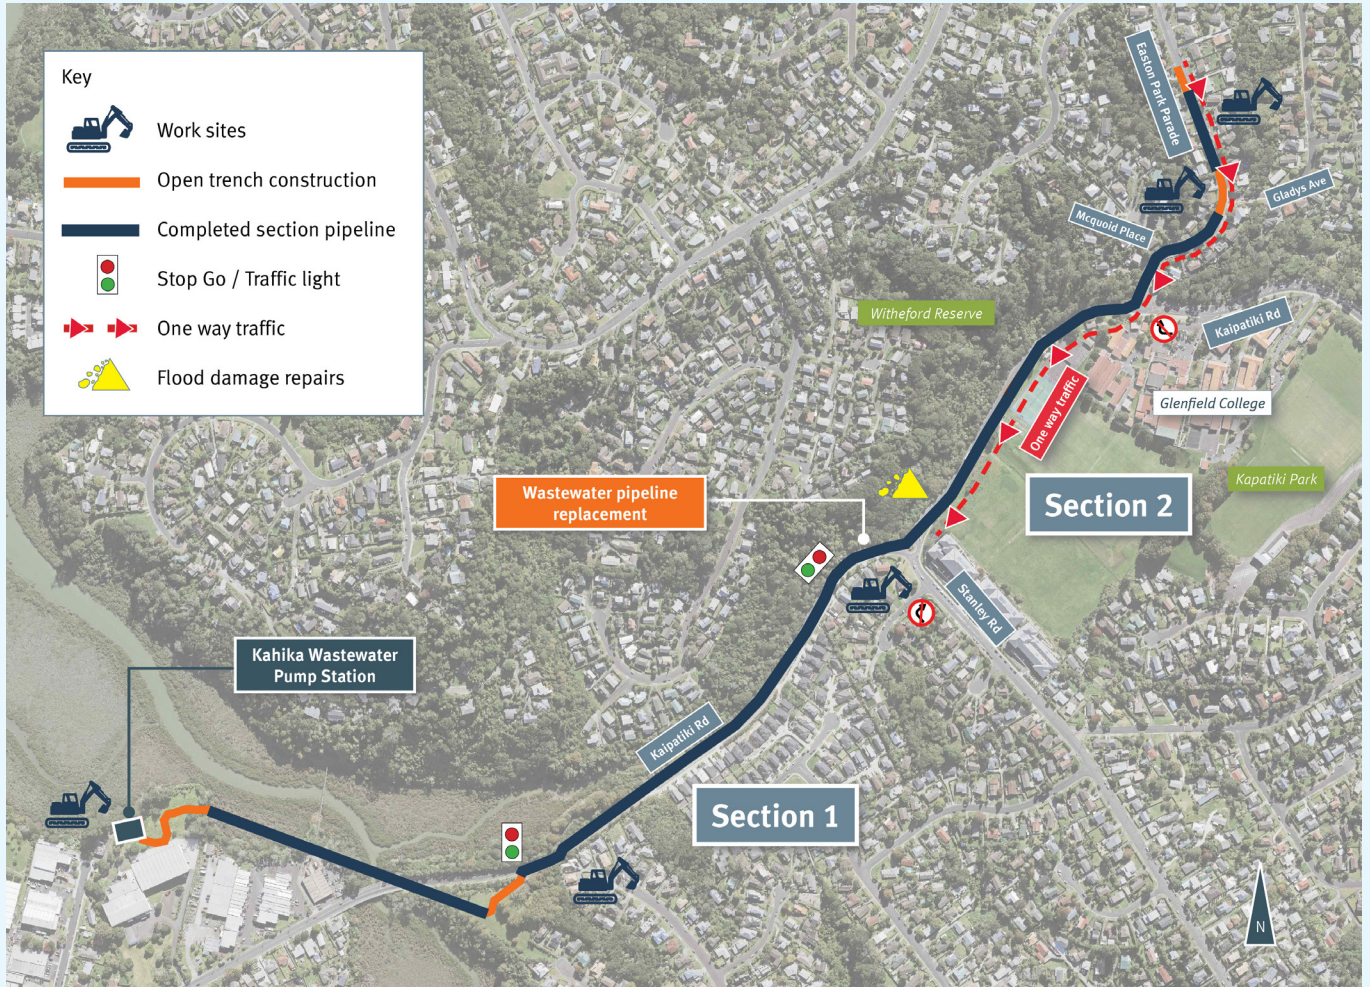 Key
Work sites
Open trench construction
Completed section pipeline
Stop Go / Traffic light
One way traffic
Flood damage repairs
Easton Park Parade
Gladys Ave
Mcquoid Place
Witheford Reserve
Kaipatiki Rd
One way traffic
Glenfield College
Kapatiki Park
Wastewater pipeline
replacement
Section 2
Stanley Rd
Kahika Wastewater
Pump Station
Kaipatiki Rd
Section 1
N